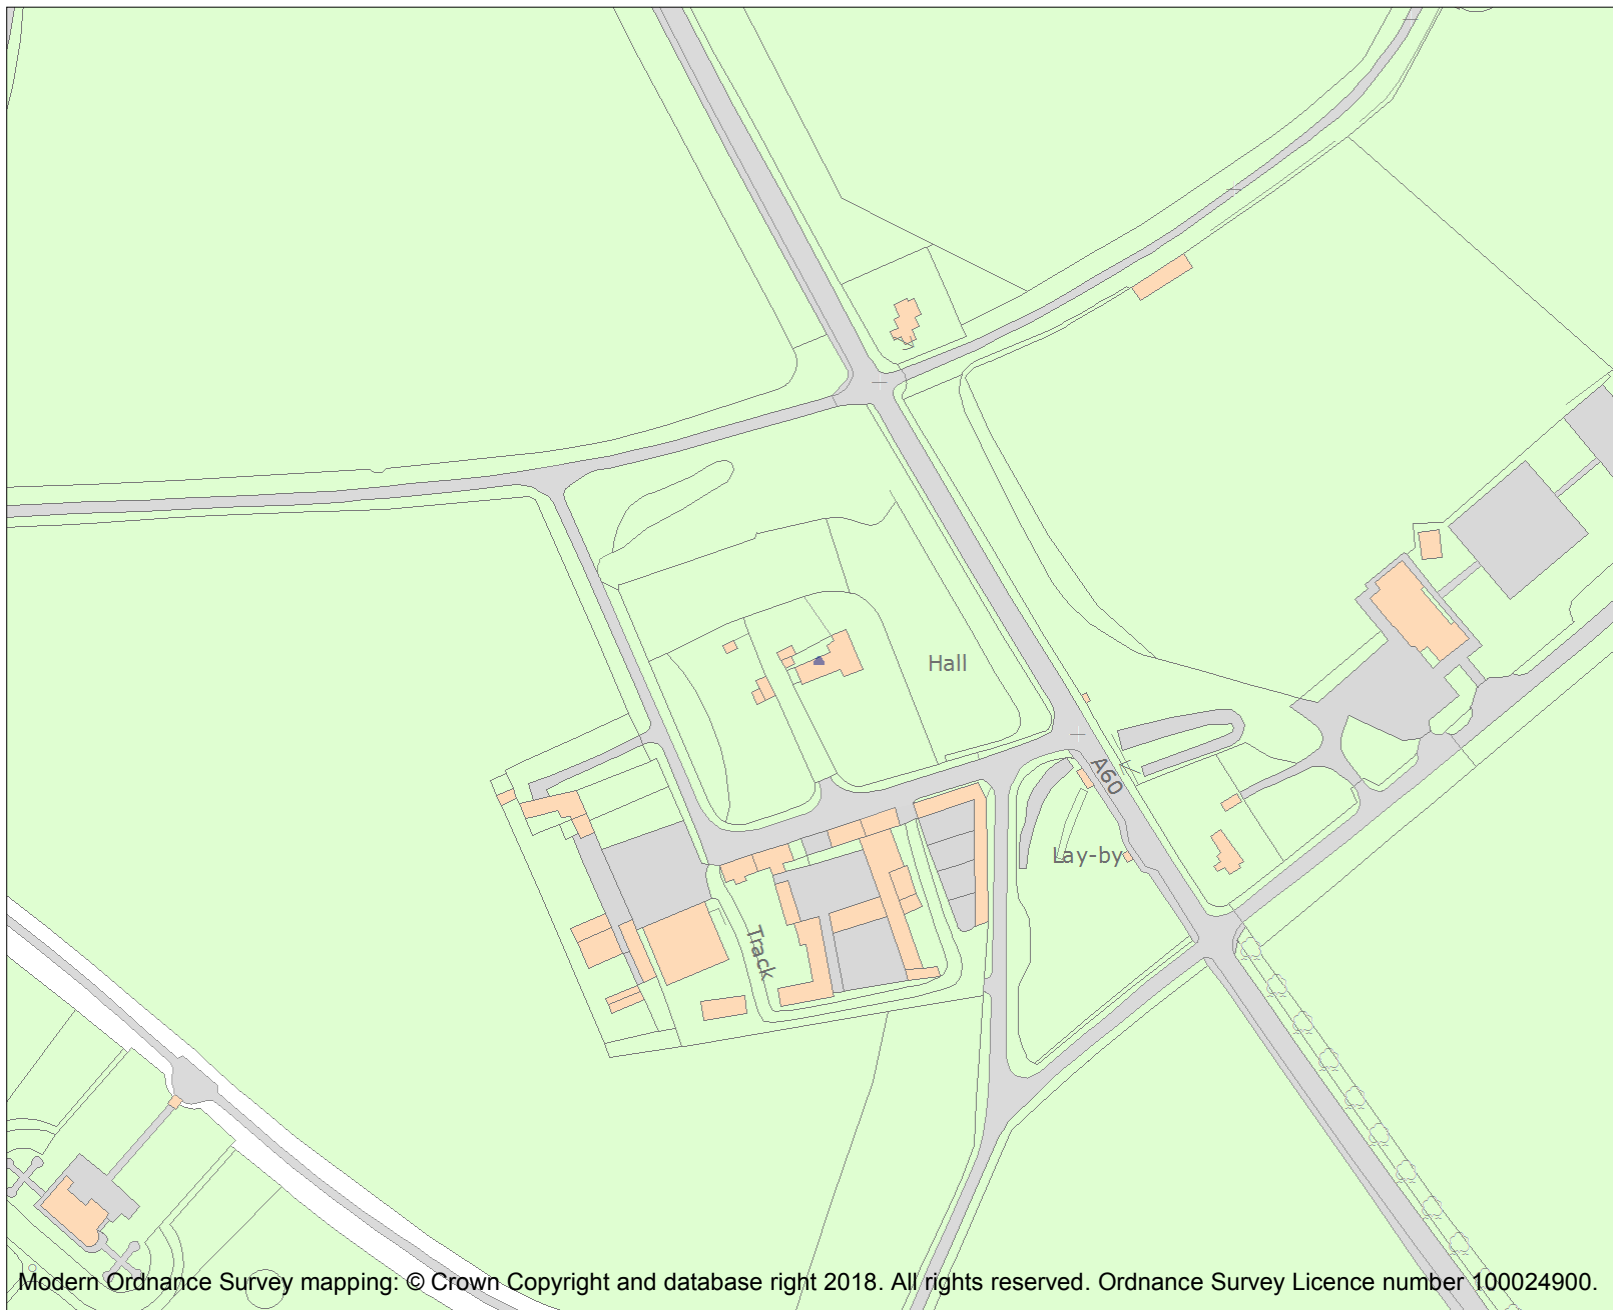 Hall
A60
Lay-by
Track
Modern Ordnance Survey mapping: © Crown Copyright and database right 2018. All rights reserved. Ordnance Survey Licence number 100024900.